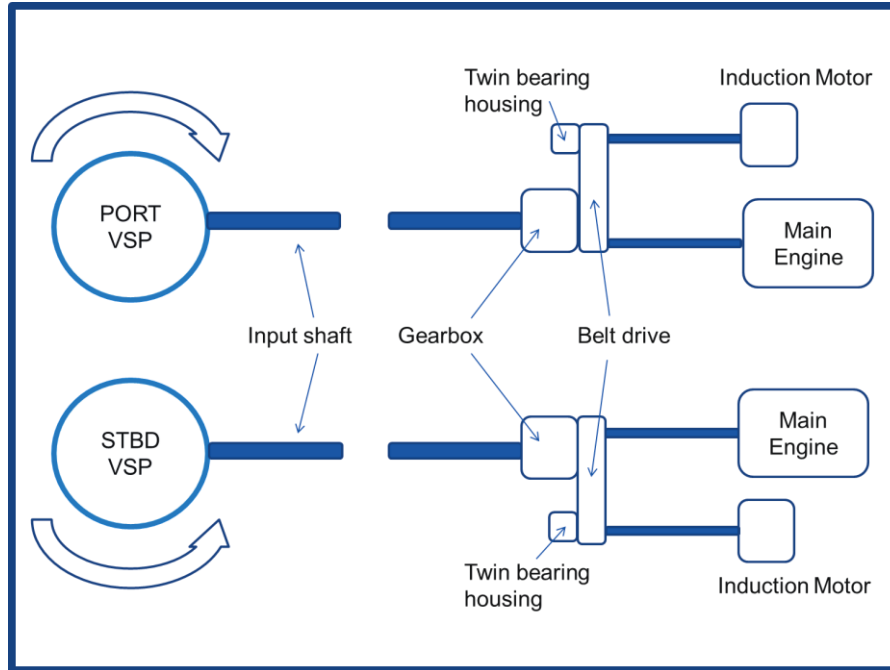 Twin bearing
housing
Induction Motor
PORT
VSP
Main
Engine
Input shaft
Gearbox
Belt drive
STBD
VSP
Main
Engine
Twin bearing
housing
Induction Motor